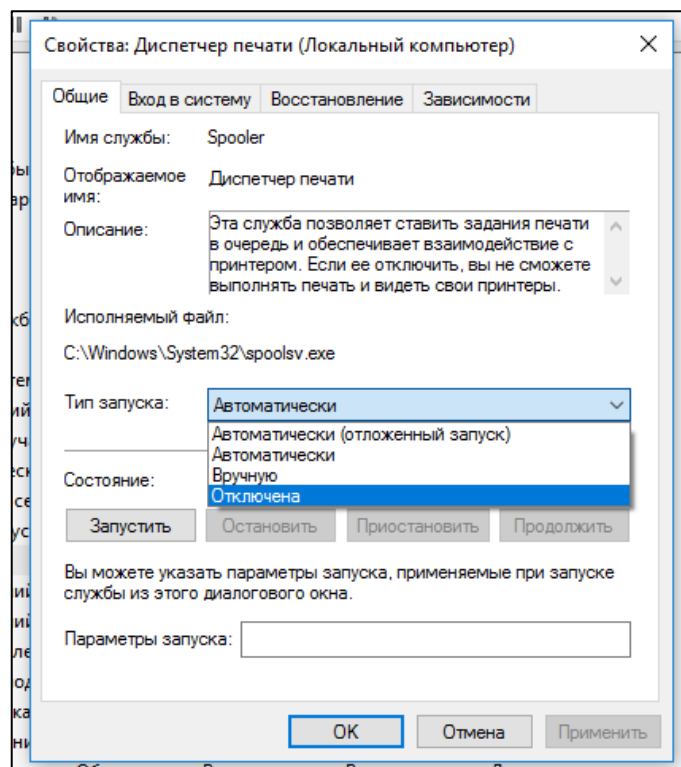 Свойства: Диспетчер печати (Локальный компьютер)
Общие Вход в систему Восстановление Зависимости
Имя службы: Spooler
Отображаемое имя: Диспетчер печати
Описание: Эта служба позволяет ставить задания печати
в очередь и обеспечивает взаимодействие с
принтером. Если ее отключить, вы не сможете
выполнять печать и видеть свои принтеры.
Исполняемый файл:
C:\Windows\System32\spoolsv.exe
Тип запуска: Автоматически
Автоматически (отложенный запуск)
Автоматически
Вручную
Отключена
Состояние:
Запустить Остановить Приостановить Продолжить
Вы можете указать параметры запуска, применяемые при запуске
службы из этого диалогового окна.
Параметры запуска:
OK Отмена Применить